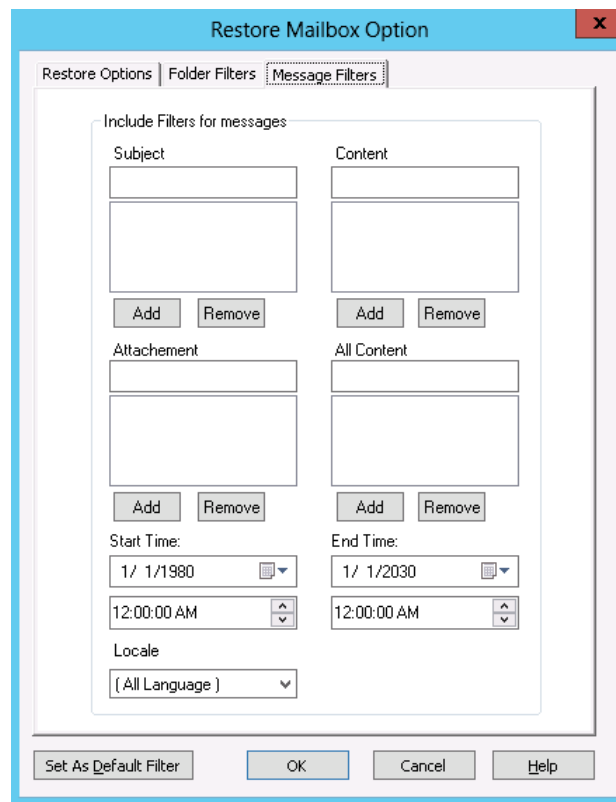 Restore Mailbox Option
x
Restore Options Folder Filters Message Filters
Include Filters for messages
Subject Content
Add Remove Add Remove
Attachement All Content
Add Remove Add Remove
Start Time: End Time:
1/ 1/1980 1/ 1/2030
12:00:00 AM 12:00:00 AM
Locale
( All Language )
Set As Default Filter OK Cancel Help